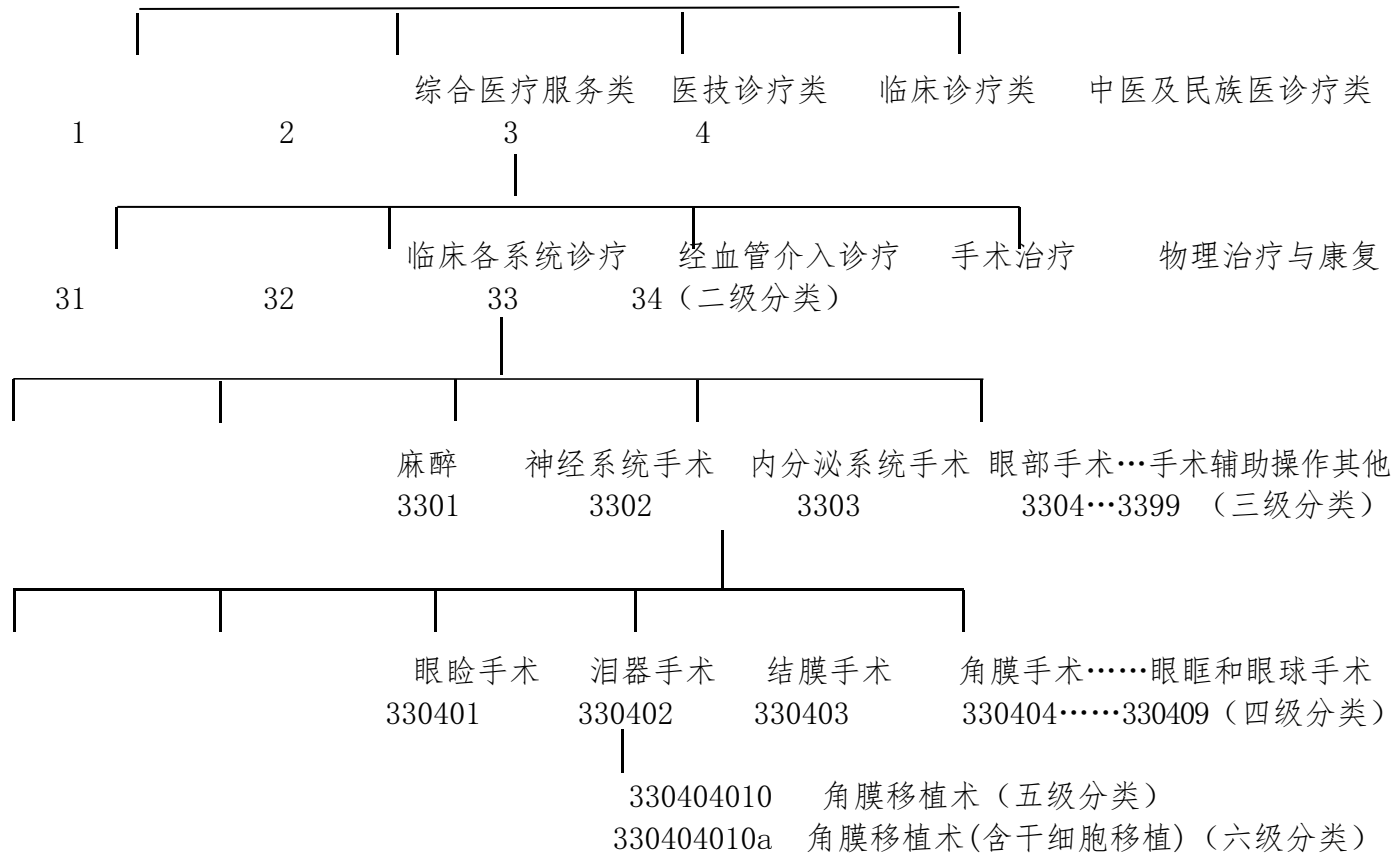 综合医疗服务类 医技诊疗类 临床诊疗类 中医及民族医诊疗类
1 2 3 4
临床各系统诊疗 经血管介入诊疗 手术治疗 物理治疗与康复
31 32 33 34（二级分类）
麻醉 神经系统手术 内分泌系统手术 眼部手术…手术辅助操作其他
3301 3302 3303 3304…3399 （三级分类）
眼睑手术 泪器手术 结膜手术 角膜手术……眼眶和眼球手术
330401 330402 330403 330404……330409（四级分类）
330404010 角膜移植术（五级分类）
330404010a 角膜移植术(含干细胞移植)（六级分类）